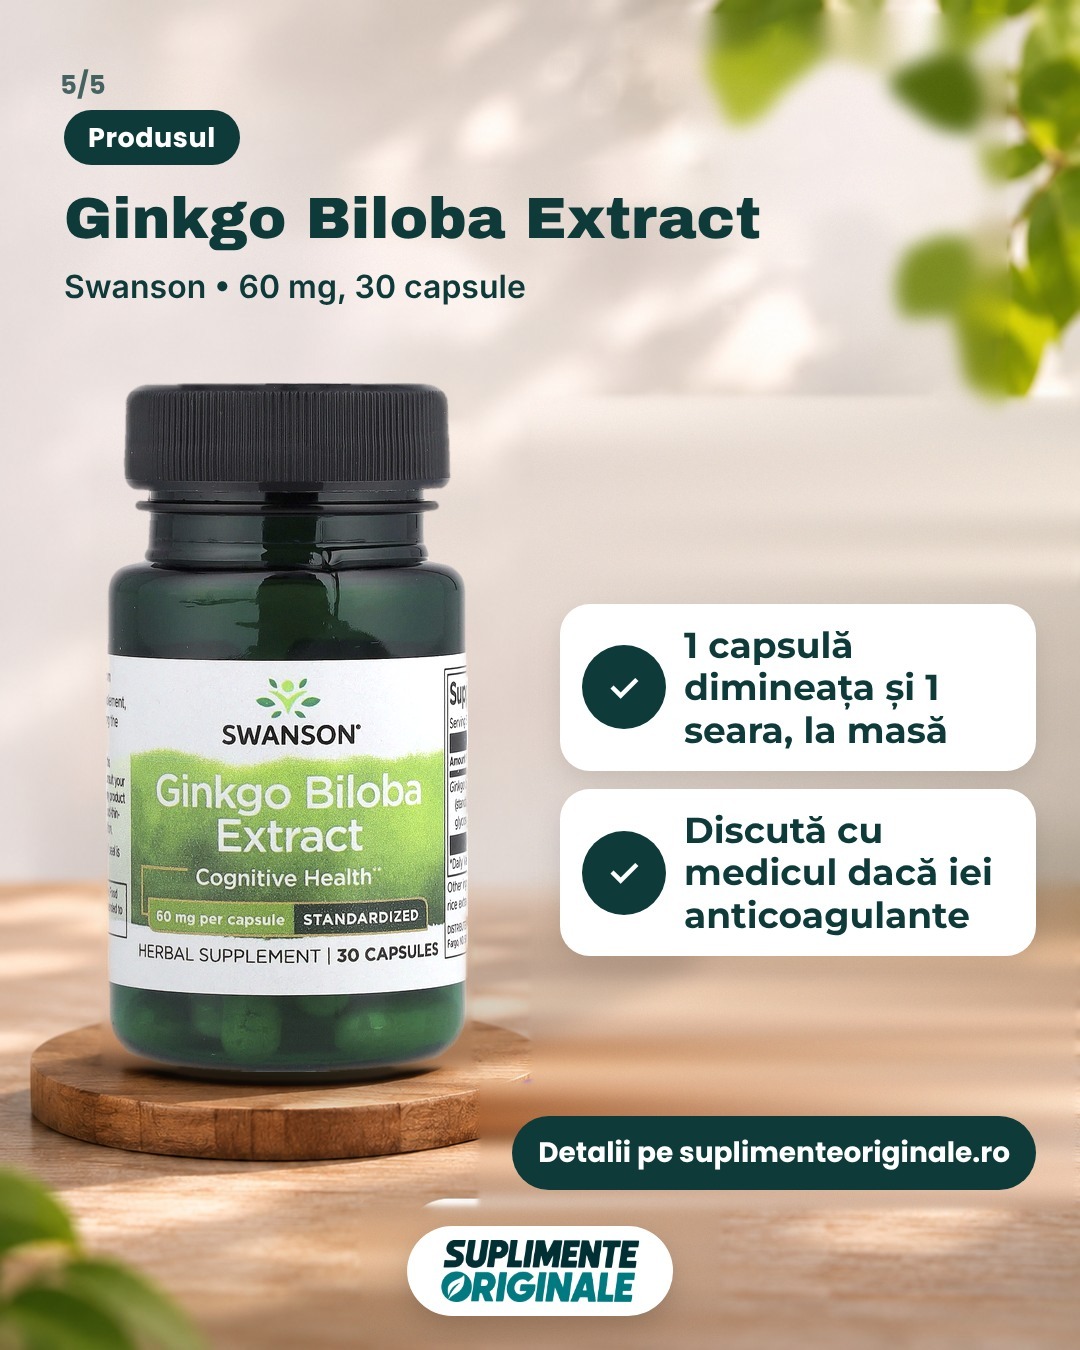 5/5
Produsul
Ginkgo Biloba Extract
Swanson • 60 mg, 30 capsule
SWANSON
Ginkgo Biloba
Extract
Cognitive Health
60 mg per capsule STANDARDIZED
HERBAL SUPPLEMENT | 30 CAPSULES
1 capsulă
dimineața și 1
seara, la masă
Discută cu
medicul dacă iei
anticoagulante
Detalii pe suplimenteoriginale.ro
SUPLIMENTE
ORIGINALE